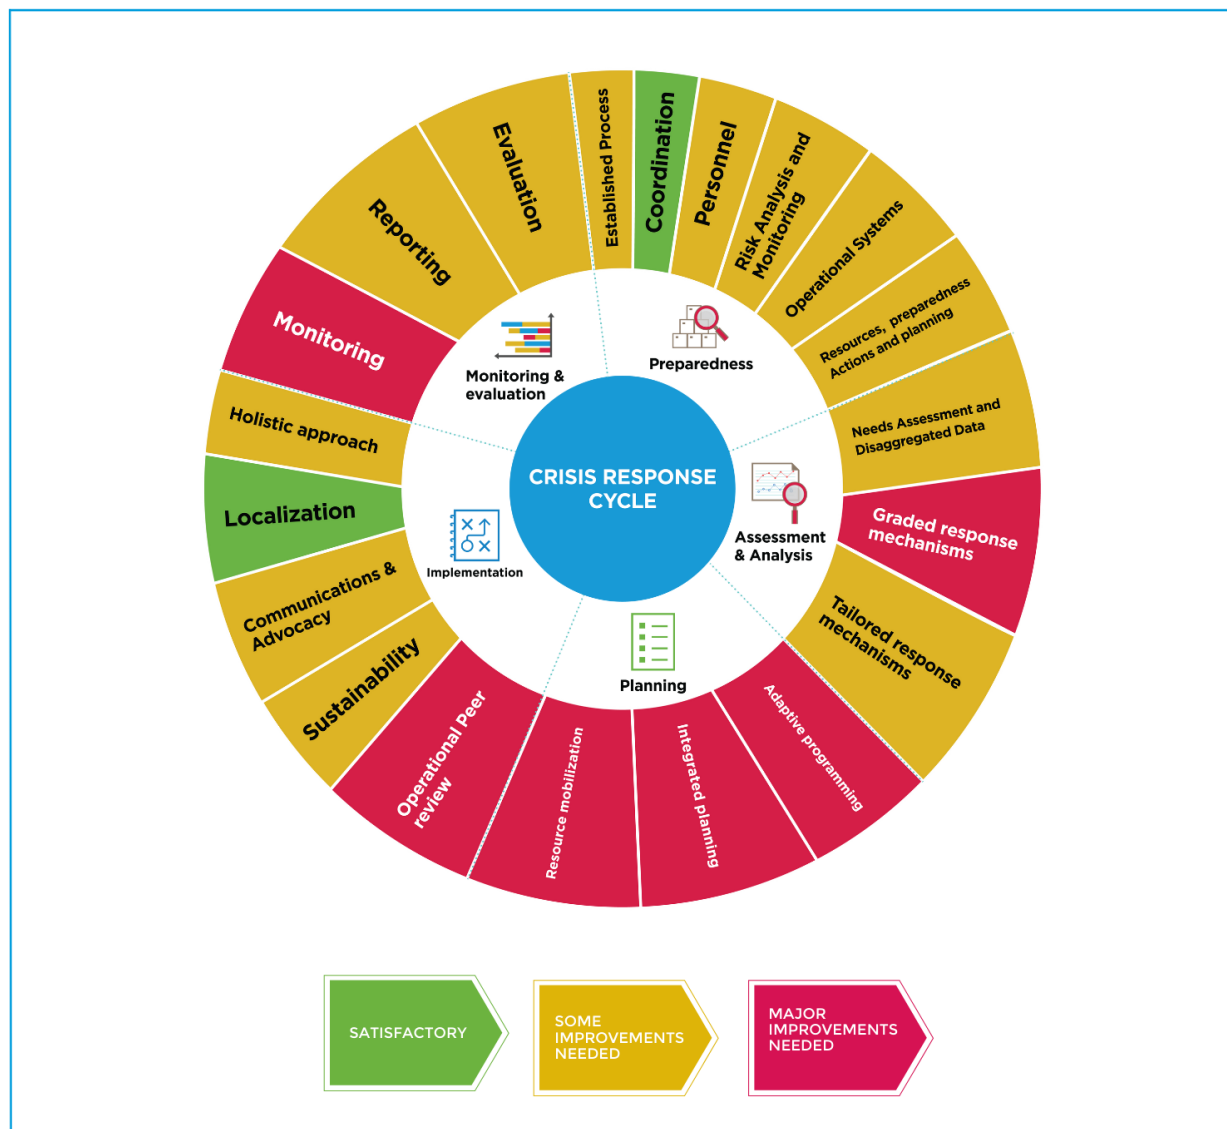 Established Process
Coordination
Personnel
Risk Analysis and
Monitoring
Operational Systems
Resources, preparedness
Actions and planning
Needs Assessment and
Disaggregated Data
Graded response
mechanisms
Tailored response
mechanisms
Adaptive programming
Integrated planning
Resource mobilization
Operational Peer
review
Sustainability
Communications &
Advocacy
Localization
Holistic approach
Monitoring
Reporting
Evaluation
Preparedness
Assessment
& Analysis
Planning
Implementation
Monitoring &
evaluation
CRISIS RESPONSE
CYCLE
SATISFACTORY
SOME
IMPROVEMENTS
NEEDED
MAJOR
IMPROVEMENTS
NEEDED